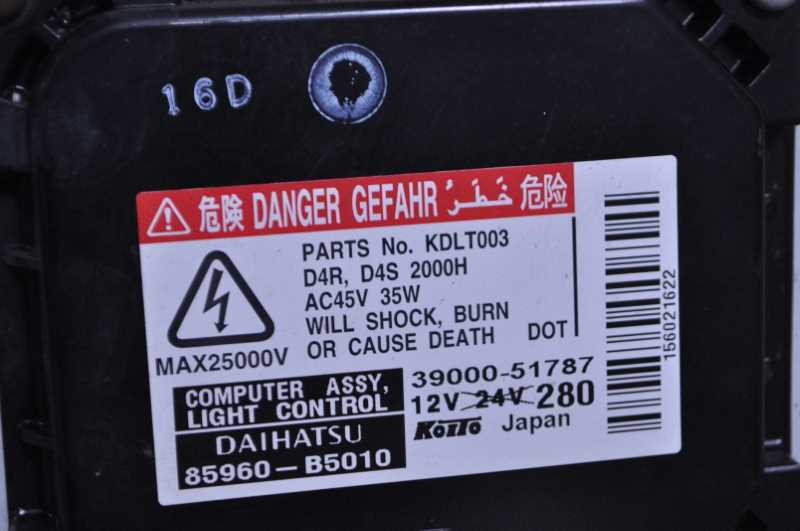 16D
危険 DANGER GEFAHR خَطَرُ 危险
PARTS No. KDLT003
D4R, D4S 2000H
AC45V 35W
WILL SHOCK, BURN
OR CAUSE DEATH DOT
MAX25000V
COMPUTER ASSY,
LIGHT CONTROL
DAIHATSU
85960-B5010
39000-51787
12V 24V 280
KOITO Japan
156021622